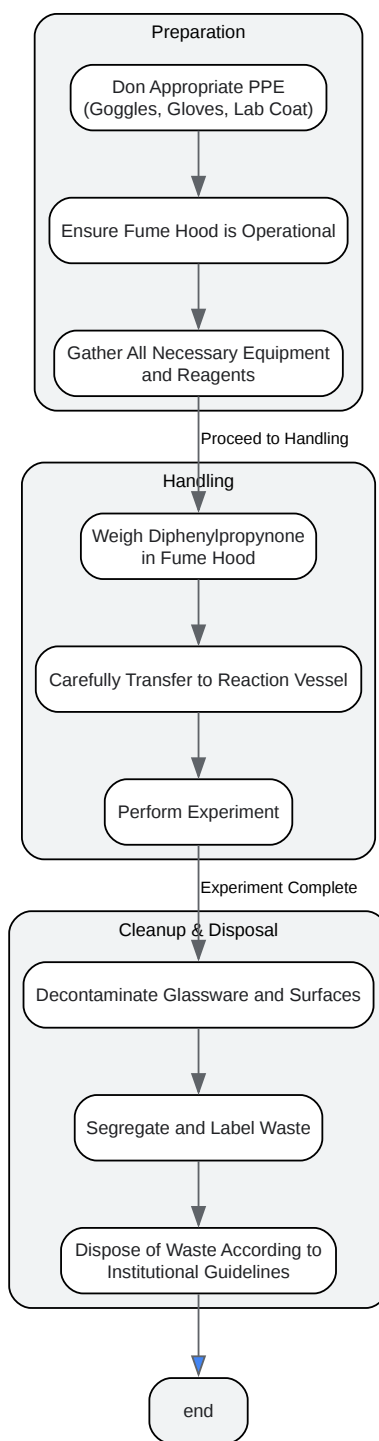 Preparation
Don Appropriate PPE
(Goggles, Gloves, Lab Coat)
Ensure Fume Hood is Operational
Gather All Necessary Equipment
and Reagents
Proceed to Handling
Handling
Weigh Diphenylpropynone
in Fume Hood
Carefully Transfer to Reaction Vessel
Perform Experiment
Experiment Complete
Cleanup & Disposal
Decontaminate Glassware and Surfaces
Segregate and Label Waste
Dispose of Waste According to
Institutional Guidelines
end